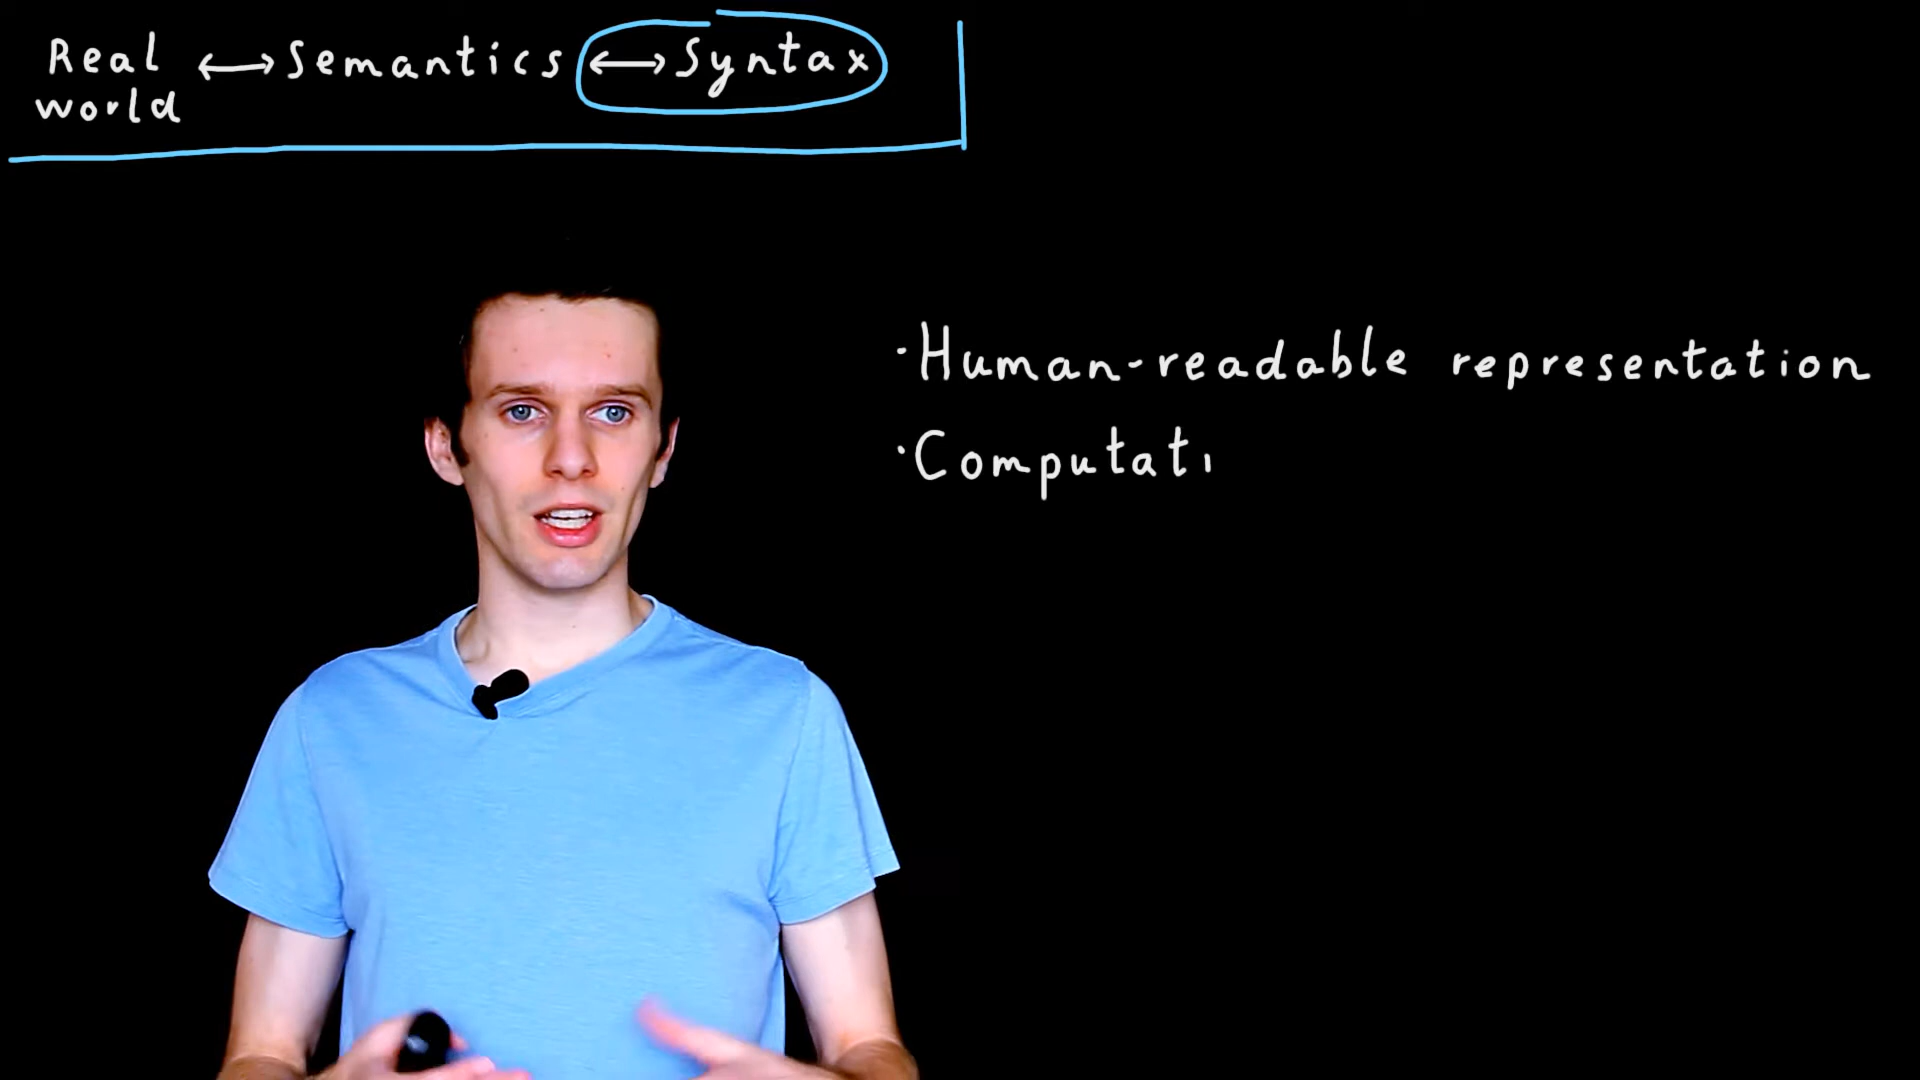 Real ⟷ Semantics ⟷ Syntax
world
·Human-readable representation
·Computati